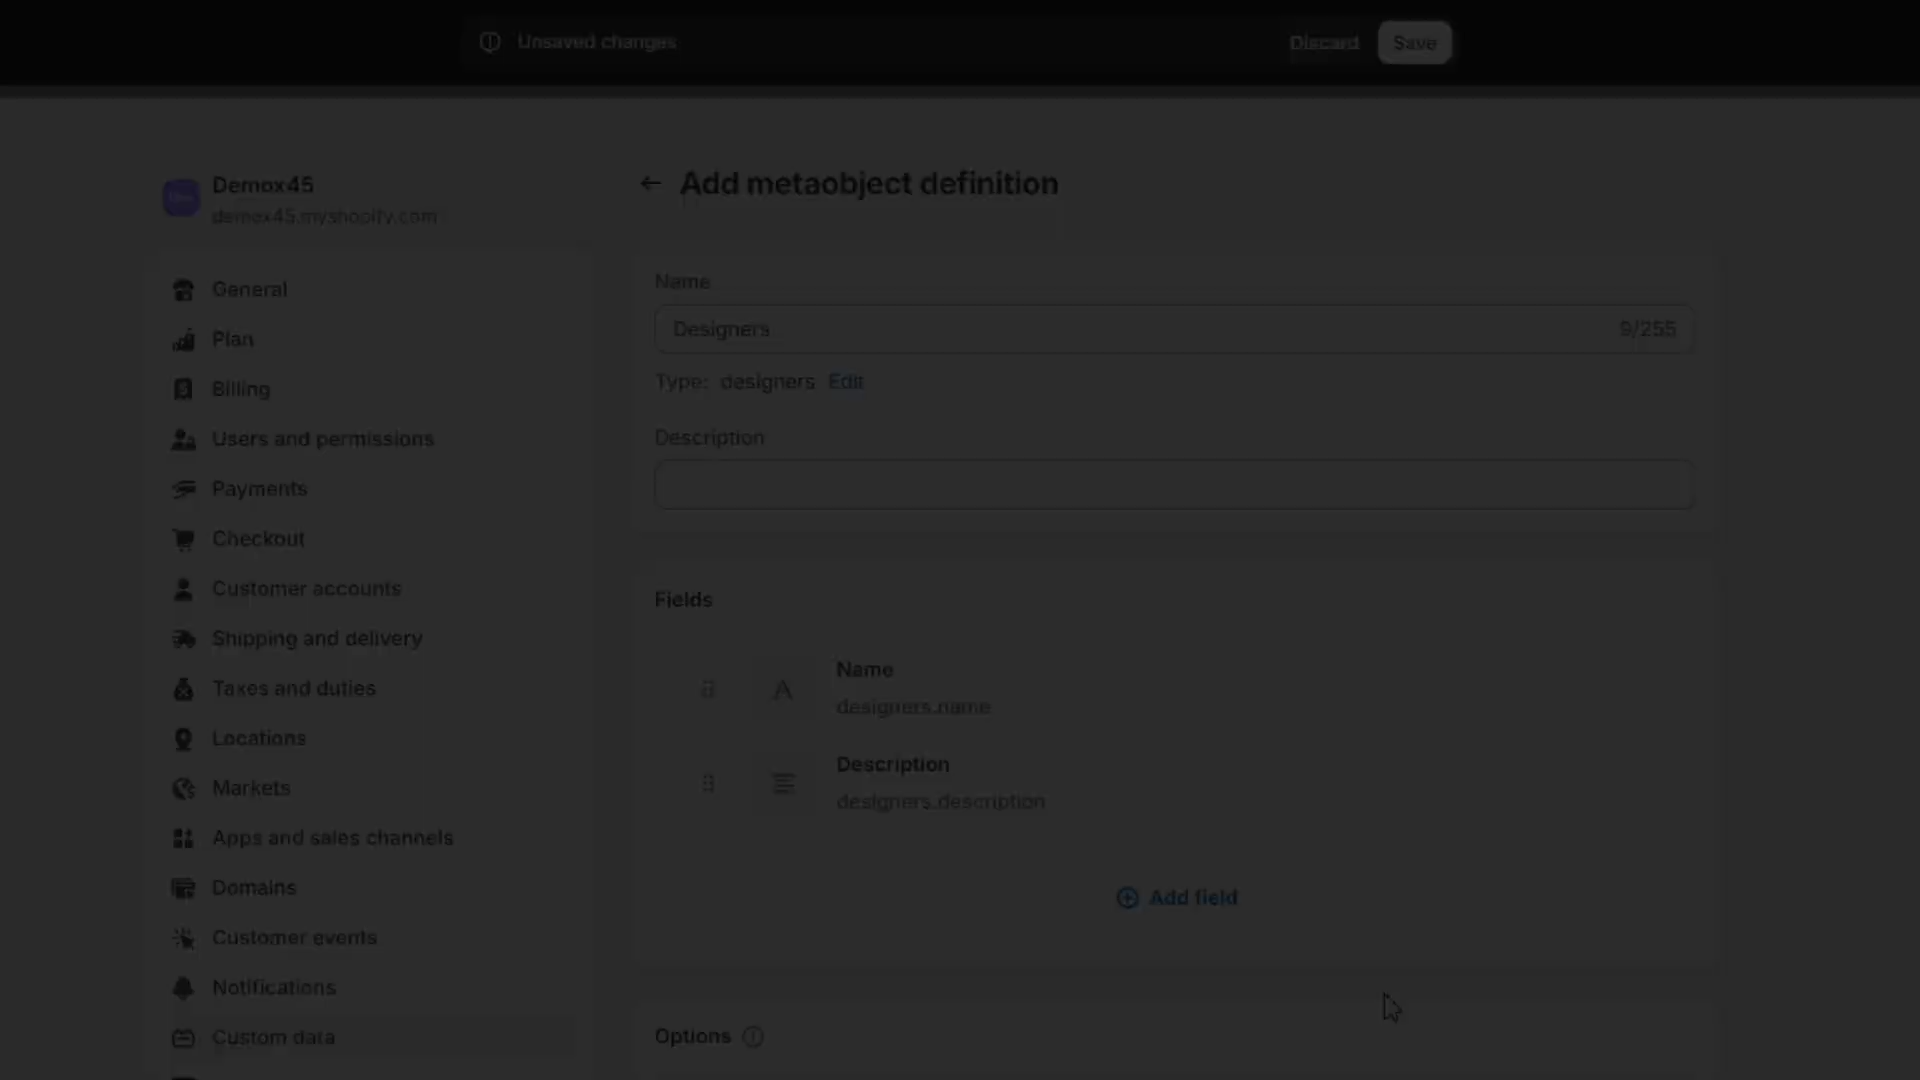 Unsaved changes
Discard
Save
Demox45
demox45.myshopify.com
General
Plan
Billing
Users and permissions
Payments
Checkout
Customer accounts
Shipping and delivery
Taxes and duties
Locations
Markets
Apps and sales channels
Domains
Customer events
Notifications
Custom data
Add metaobject definition
Name
Designers
9/255
Type: designers Edit
Description
Fields
Name
designers.name
Description
designers.description
Add field
Options